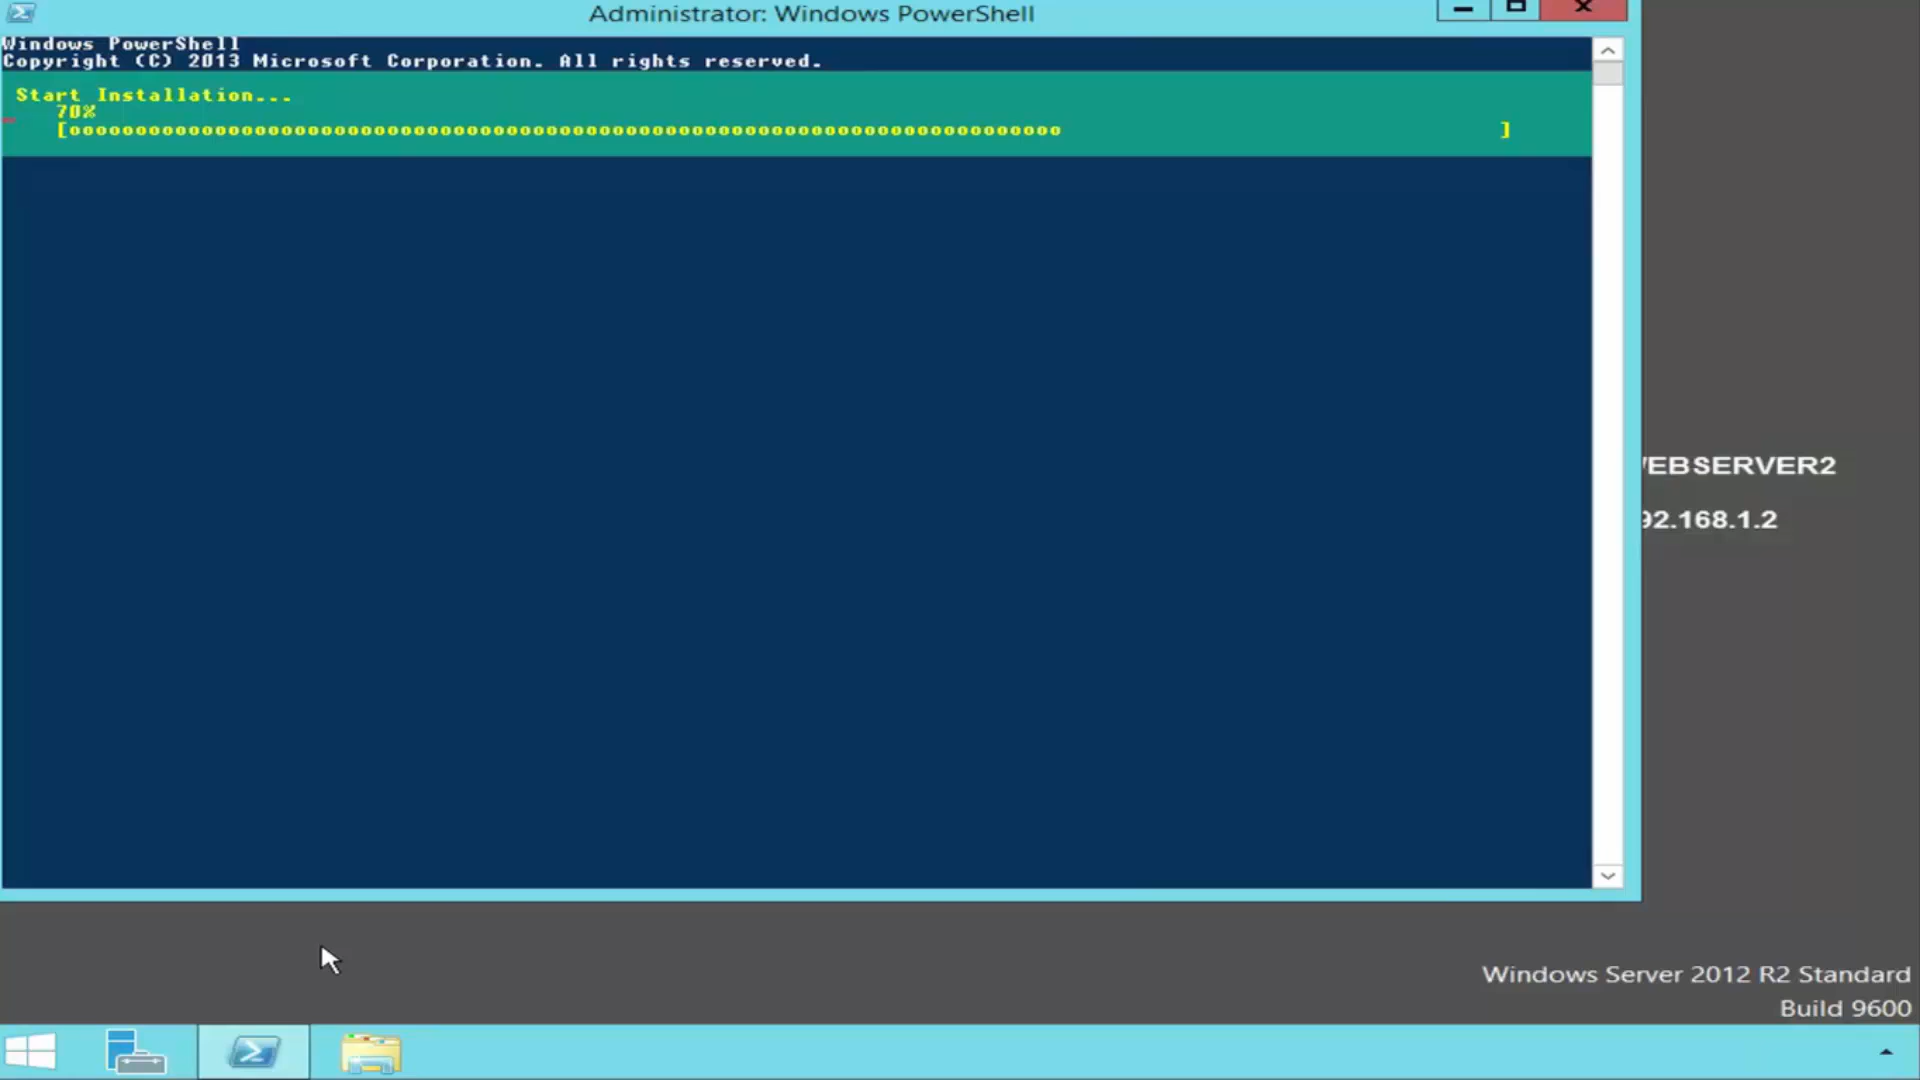 Administrator: Windows PowerShell
Windows PowerShell
Copyright (C) 2013 Microsoft Corporation. All rights reserved.
Start Installation...
70%
[oooooooooooooooooooooooooooooooooooooooooooooooooooooooooooooooooooooooooo ]
EBSERVER2
92.168.1.2
Windows Server 2012 R2 Standard
Build 9600